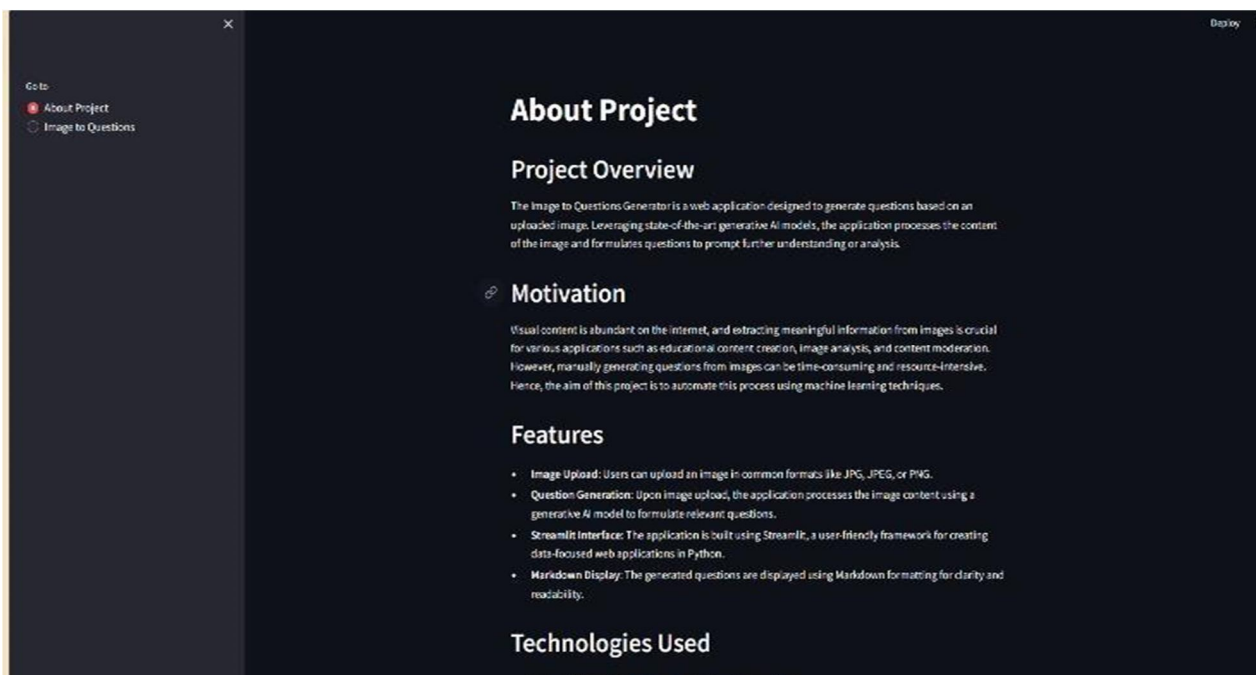 Deploy
Go to
About Project
Image to Questions
About Project
Project Overview
The Image to Questions Generator is a web application designed to generate questions based on an
uploaded image. Leveraging state-of-the-art generative AI models, the application processes the content
of the image and formulates questions to prompt further understanding or analysis.
Motivation
Visual content is abundant on the internet, and extracting meaningful information from images is crucial
for various applications such as educational content creation, image analysis, and content moderation.
However, manually generating questions from images can be time-consuming and resource-intensive.
Hence, the aim of this project is to automate this process using machine learning techniques.
Features
• Image Upload: Users can upload an image in common formats like JPG, JPEG, or PNG.
• Question Generation: Upon image upload, the application processes the image content using a
generative AI model to formulate relevant questions.
• Streamlit Interface: The application is built using Streamlit, a user-friendly framework for creating
data-focused web applications in Python.
• Markdown Display: The generated questions are displayed using Markdown formatting for clarity and
readability.
Technologies Used